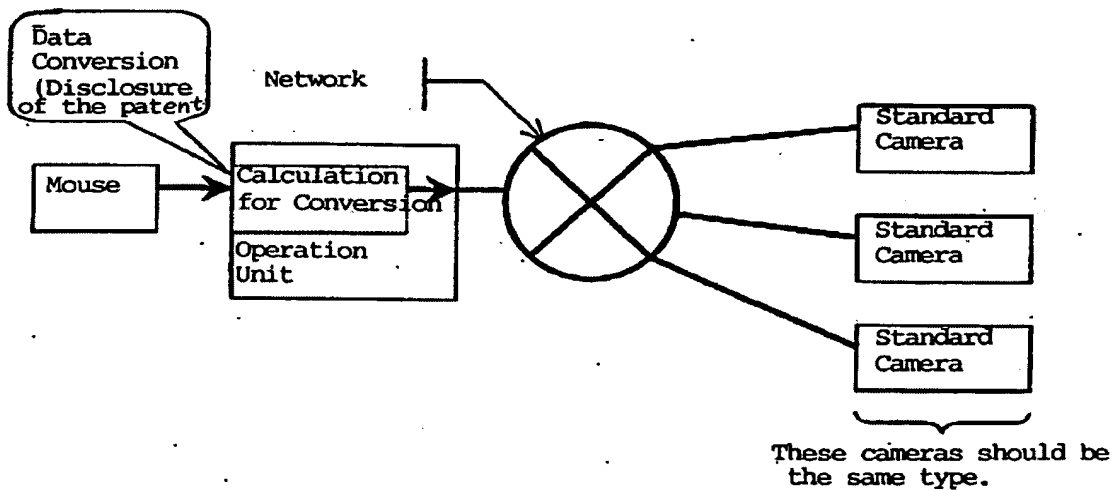 Data
Conversion
(Disclosure
of the patent
Network
Mouse
Calculation
for Conversion
Operation
Unit
Standard
Camera
Standard
Camera
Standard
Camera
These cameras should be
the same type.